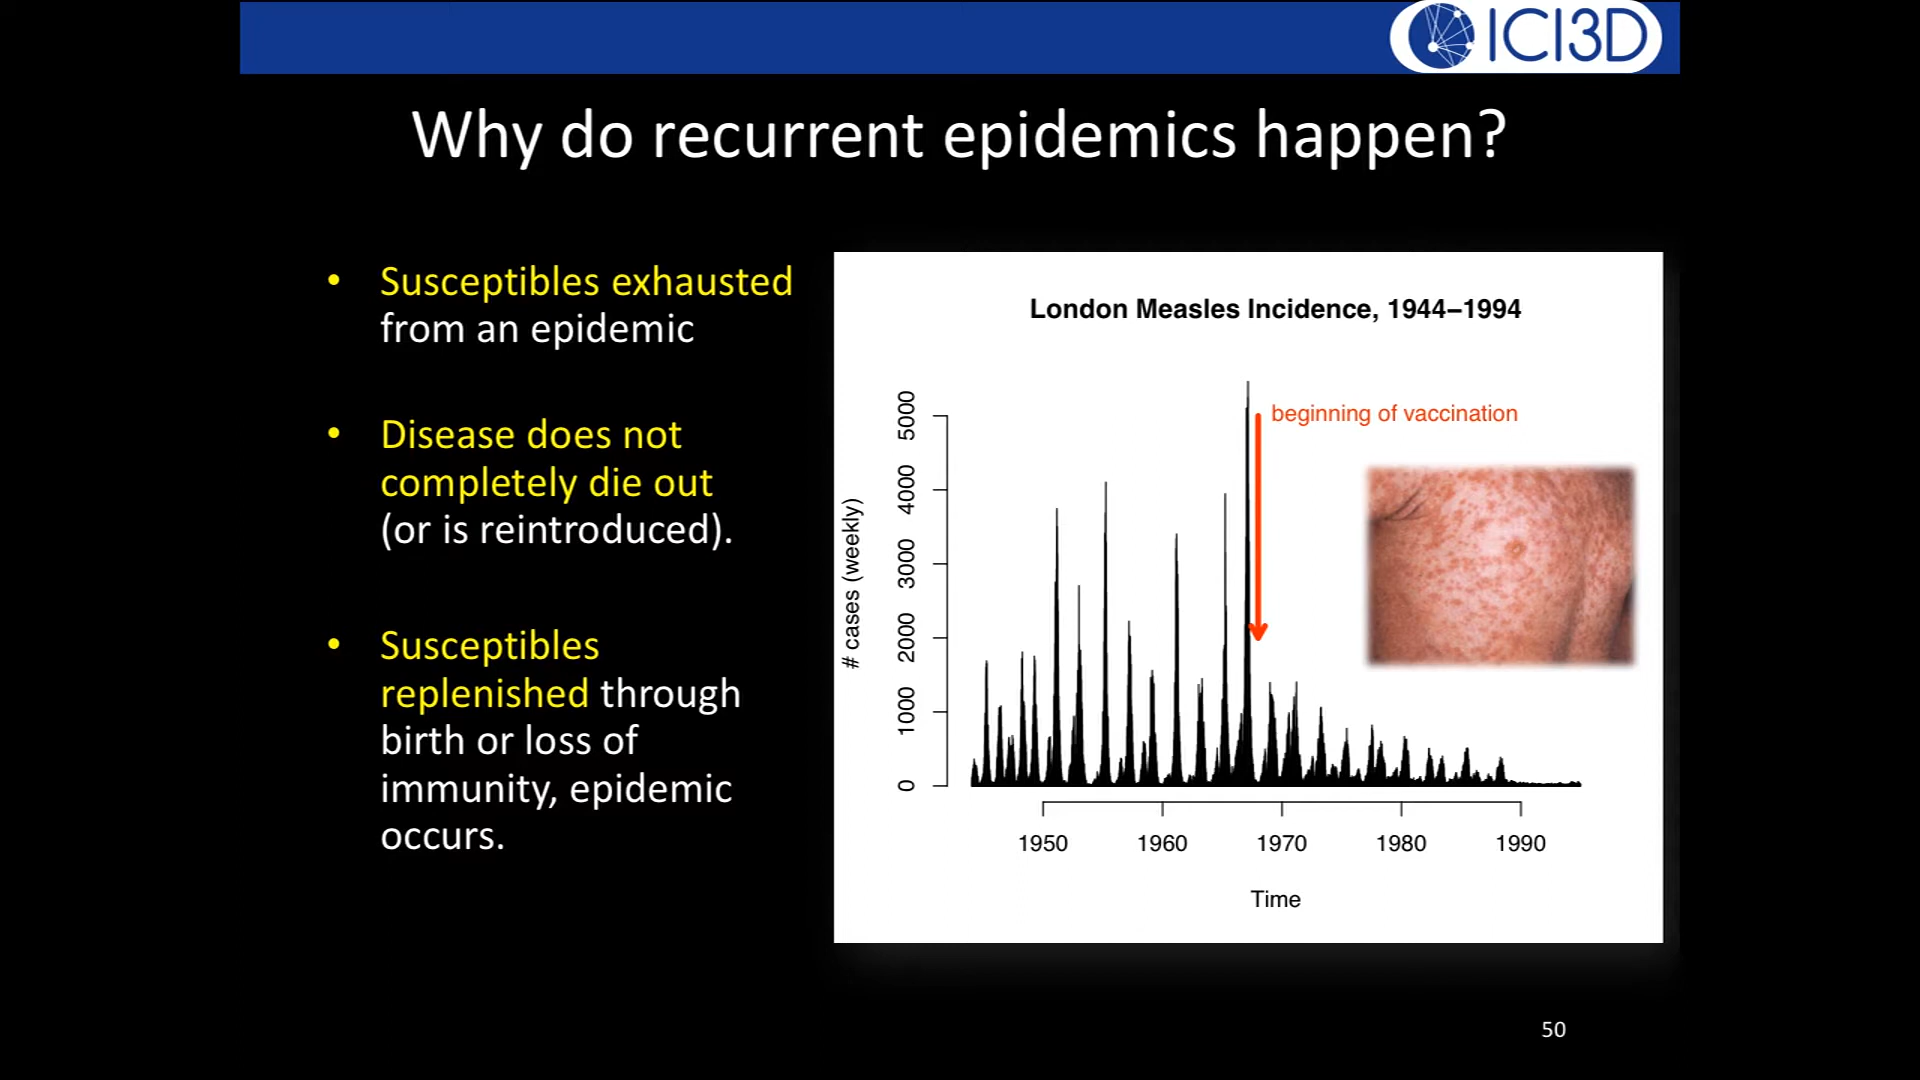 ICI3D
Why do recurrent epidemics happen?
• Susceptibles exhausted
from an epidemic
• Disease does not
completely die out
(or is reintroduced).
• Susceptibles
replenished through
birth or loss of
immunity, epidemic
occurs.
London Measles Incidence, 1944–1994
beginning of vaccination
# cases (weekly)
5000
4000
3000
2000
1000
0
1950 1960 1970 1980 1990
Time
50